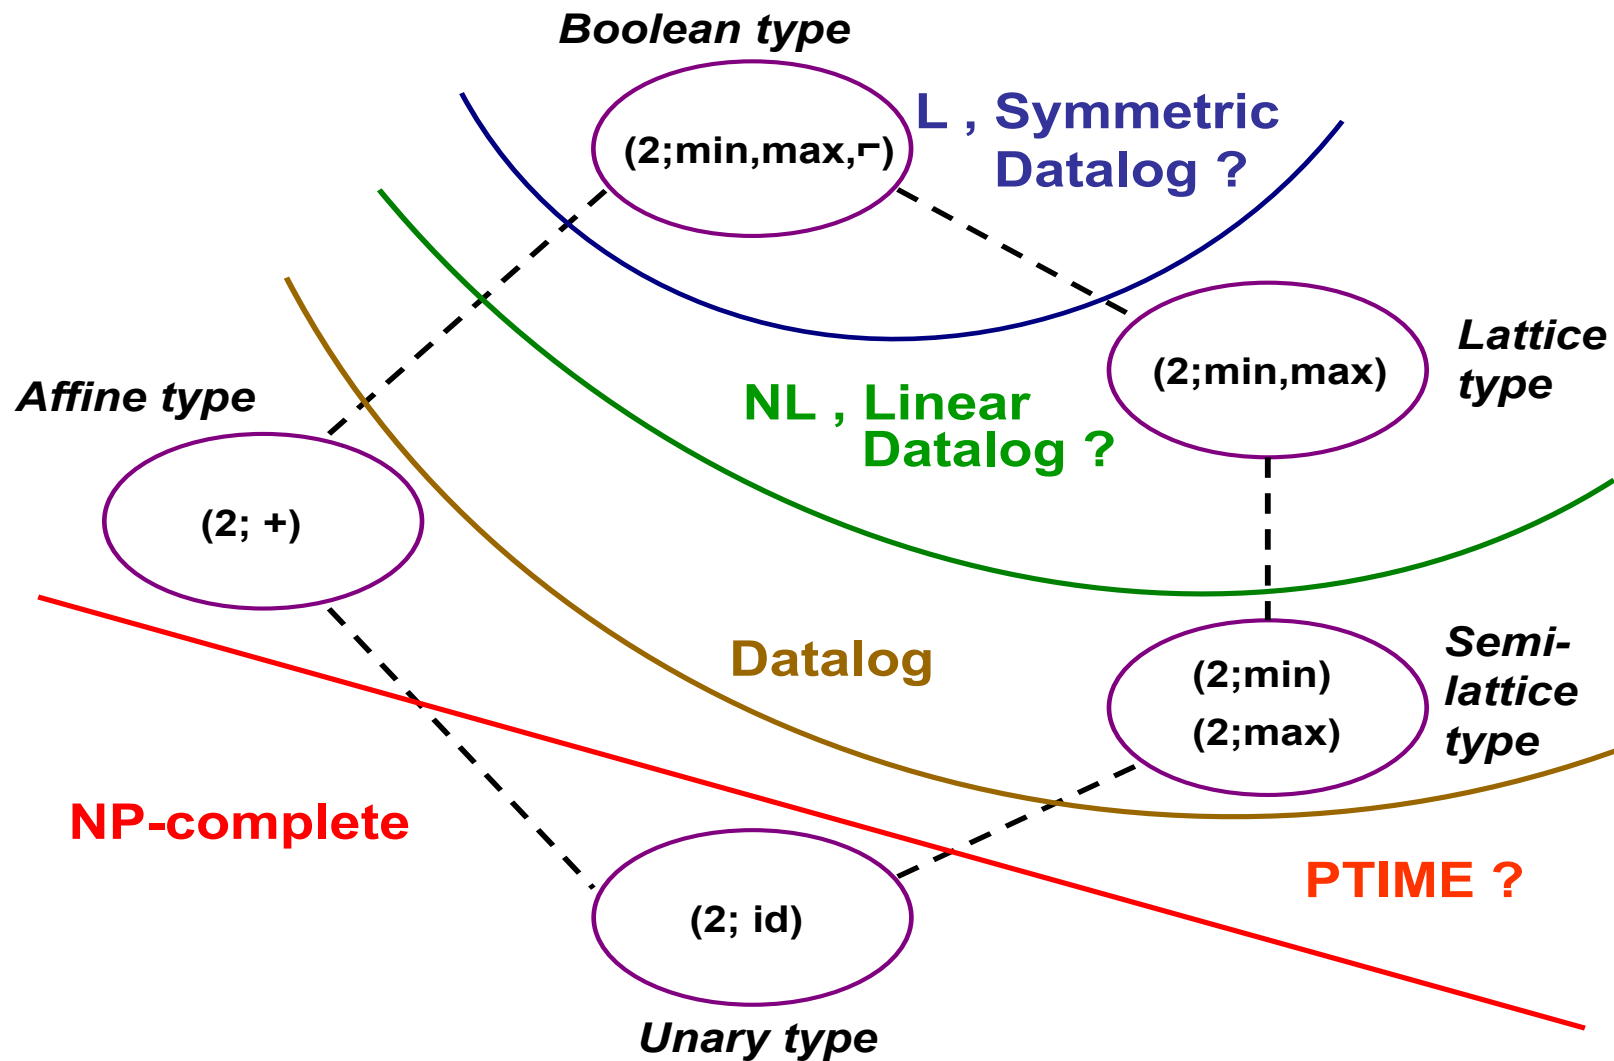 Boolean type
(2;min,max,⌐)
L , Symmetric
Datalog ?
Lattice
type
(2;min,max)
Affine type
NL , Linear
Datalog ?
(2; +)
Datalog
Semi-
lattice
type
(2;min)
(2;max)
NP-complete
PTIME ?
(2; id)
Unary type